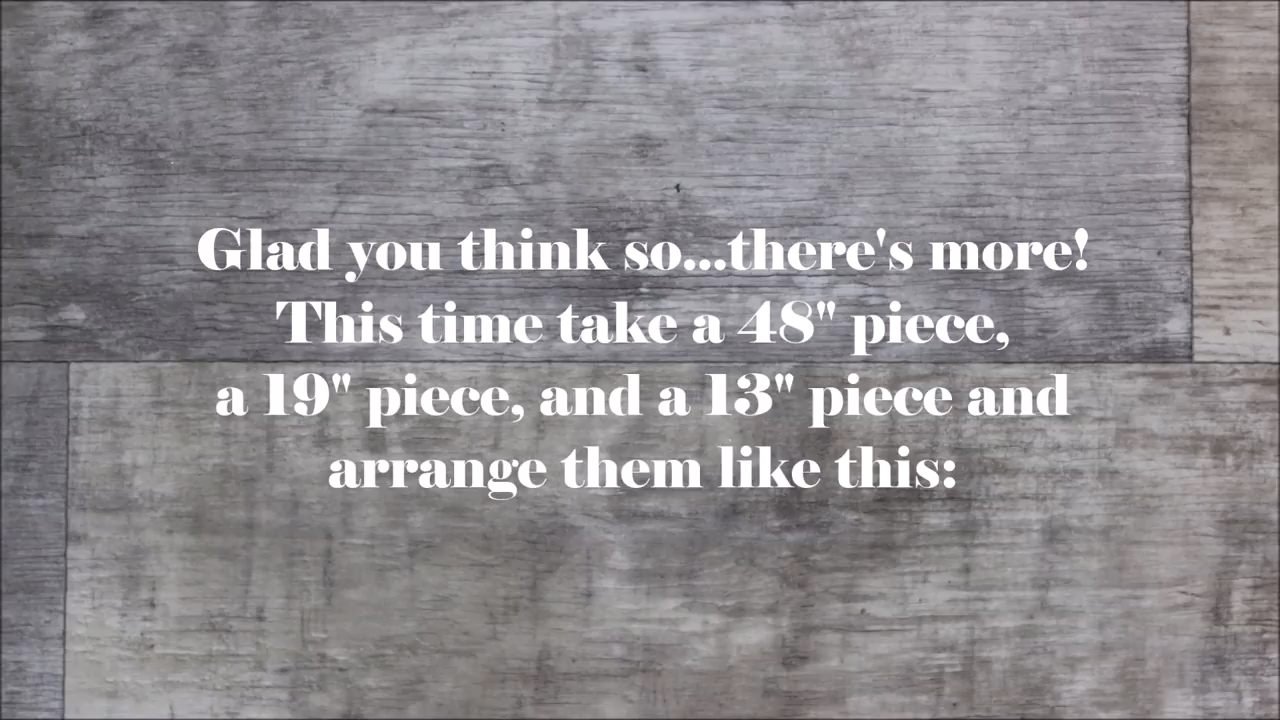 Glad you think so...there's more!
This time take a 48" piece,
a 19" piece, and a 13" piece and
arrange them like this: